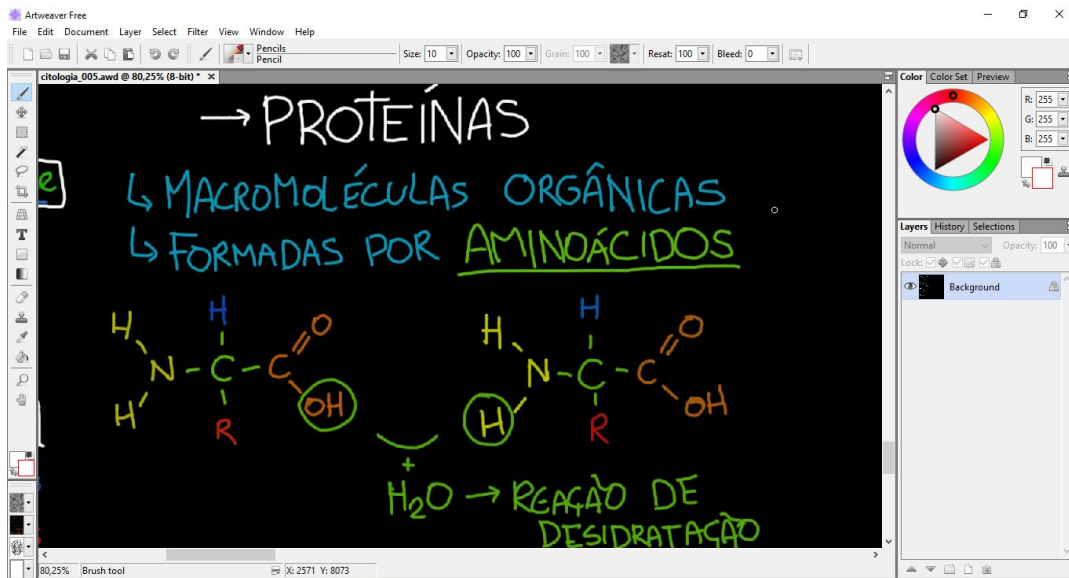 Artweaver Free
File Edit Document Layer Select Filter View Window Help
Pencils
Pencil
Size: 10 Opacity: 100 Grain: 100 Resat: 100 Bleed: 0
citologia_005.awd @ 80,25% (8-bit) *
→ PROTEÍNAS
e
↳ MACROMOLÉCULAS ORGÂNICAS
↳ FORMADAS POR AMINOÁCIDOS
H H O
N - C - C
H R OH
H H O
N - C - C
H R OH
+
H2O → REAÇÃO DE
DESIDRATAÇÃO
80,25% Brush tool X: 2571 Y: 8073
Color Color Set Preview
R: 255
G: 255
B: 255
Layers History Selections
Normal Opacity: 100
Lock:
Background